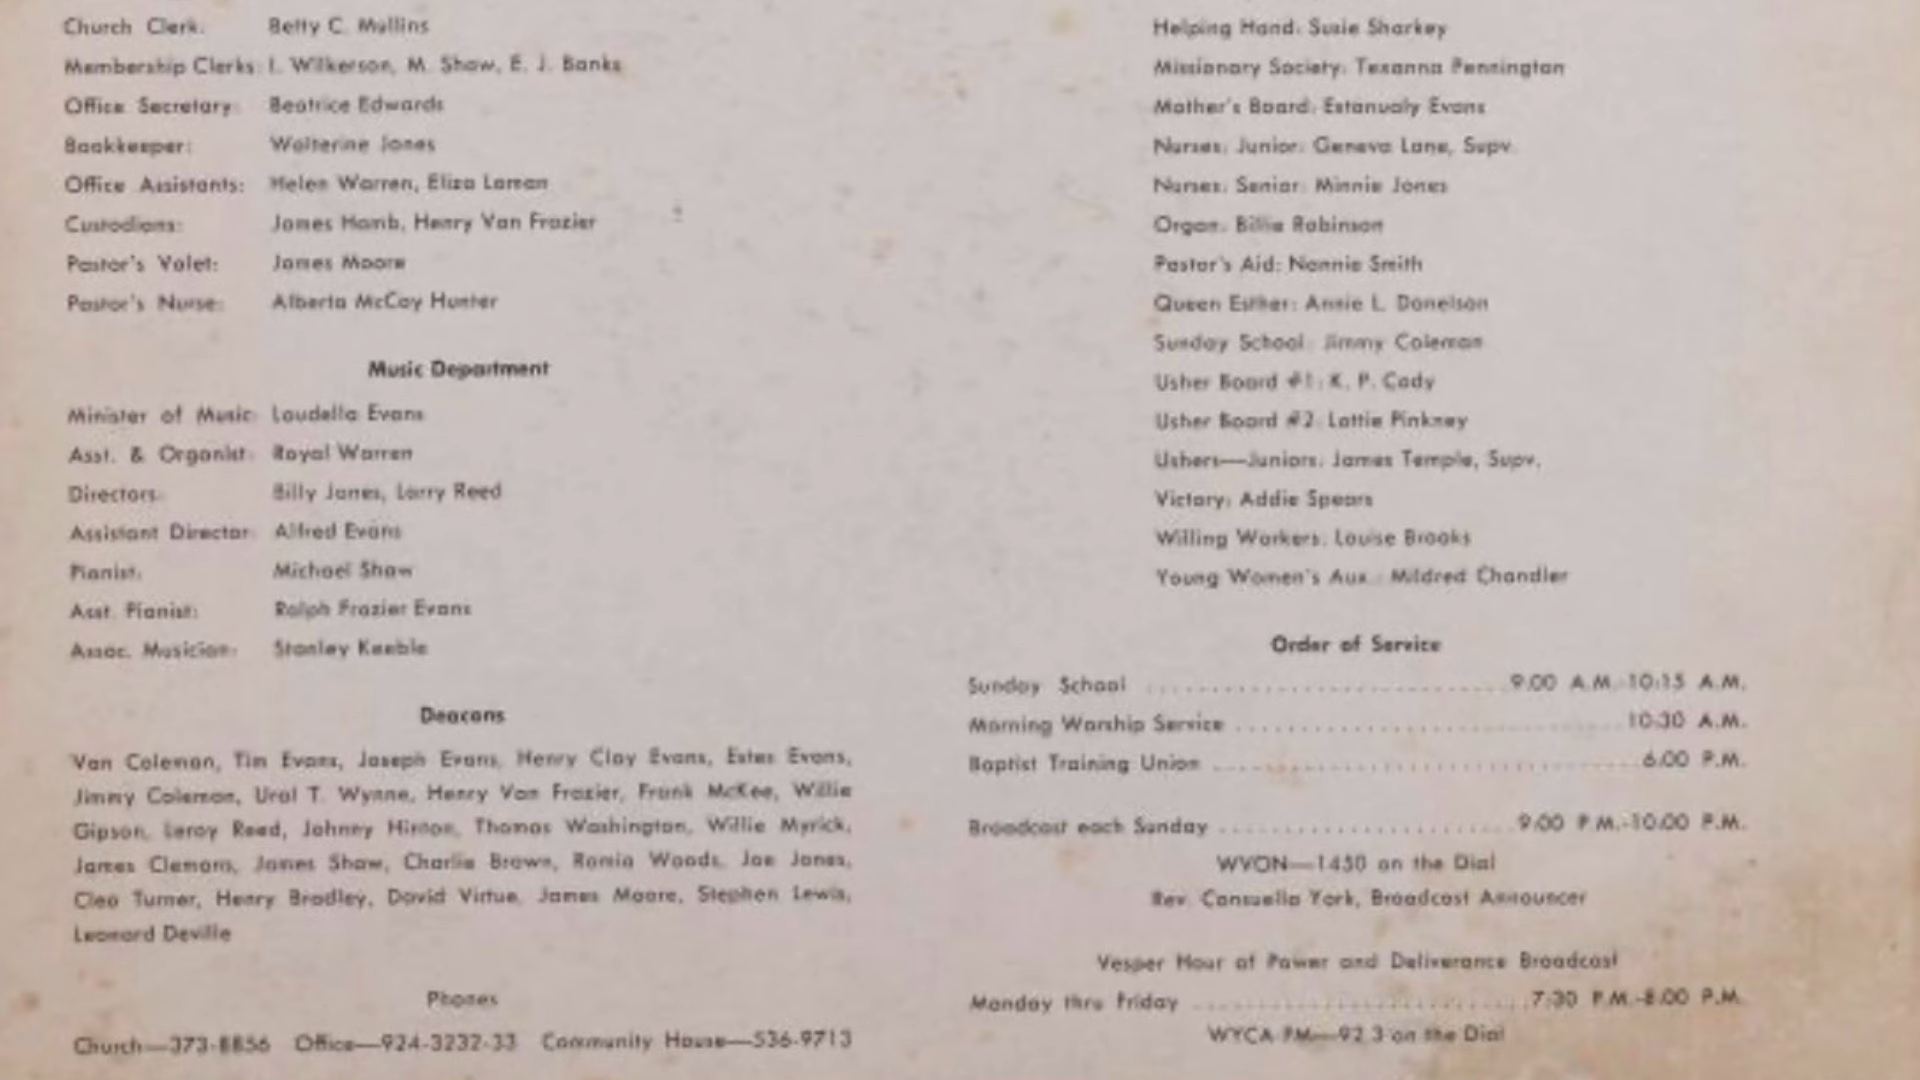 Church Clerk: Betty C. Mullins
Membership Clerks: I. Wilkerson, M. Shaw, E. J. Banks
Office Secretary: Beatrice Edwards
Bookkeeper: Walterine Jones
Office Assistants: Helen Warren, Eliza Laman
Custodians: James Hamb, Henry Van Frazier
Pastor's Valet: James Moore
Pastor's Nurse: Alberta McCoy Hunter
Music Department
Minister of Music: Loudella Evans
Asst. & Organist: Royal Warren
Directors: Billy Jones, Larry Reed
Assistant Director: Alfred Evans
Pianist: Michael Shaw
Asst. Pianist: Ralph Frazier Evans
Assoc. Musician: Stanley Keeble
Deacons
Van Coleman, Tim Evans, Joseph Evans, Henry Clay Evans, Estes Evans,
Jimmy Coleman, Ural T. Wynne, Henry Van Frazier, Frank McKee, Willie
Gipson, Leroy Reed, Johnny Hinton, Thomas Washington, Willie Myrick,
James Clemons, James Shaw, Charlie Brown, Romia Woods, Joe Jones,
Cleo Turner, Henry Bradley, David Virtue, James Moore, Stephen Lewis,
Leonard Deville
Phones
Church—373-8856 Office—924-3232-33 Community House—536-9713
Helping Hand: Susie Sharkey
Missionary Society: Texanna Pennington
Mother's Board: Estanualy Evans
Nurses: Junior: Geneva Lane, Supv.
Nurses: Senior: Minnie Jones
Organ: Billie Robinson
Pastor's Aid: Nannie Smith
Queen Esther: Annie L. Donelson
Sunday School: Jimmy Coleman
Usher Board #1: K. P. Cody
Usher Board #2: Lottie Pinkney
Ushers—Juniors: James Temple, Supv.
Victory: Addie Spears
Willing Workers: Louise Brooks
Young Women's Aux.: Mildred Chandler
Order of Service
Sunday School 9:00 A.M.-10:15 A.M.
Morning Worship Service 10:30 A.M.
Baptist Training Union 6:00 P.M.
Broadcast each Sunday 9:00 P.M.-10:00 P.M.
WVON—1450 on the Dial
Rev. Consuella York, Broadcast Announcer
Vesper Hour of Power and Deliverance Broadcast
Monday thru Friday 7:30 P.M.-8:00 P.M.
WYCA FM—92.3 on the Dial